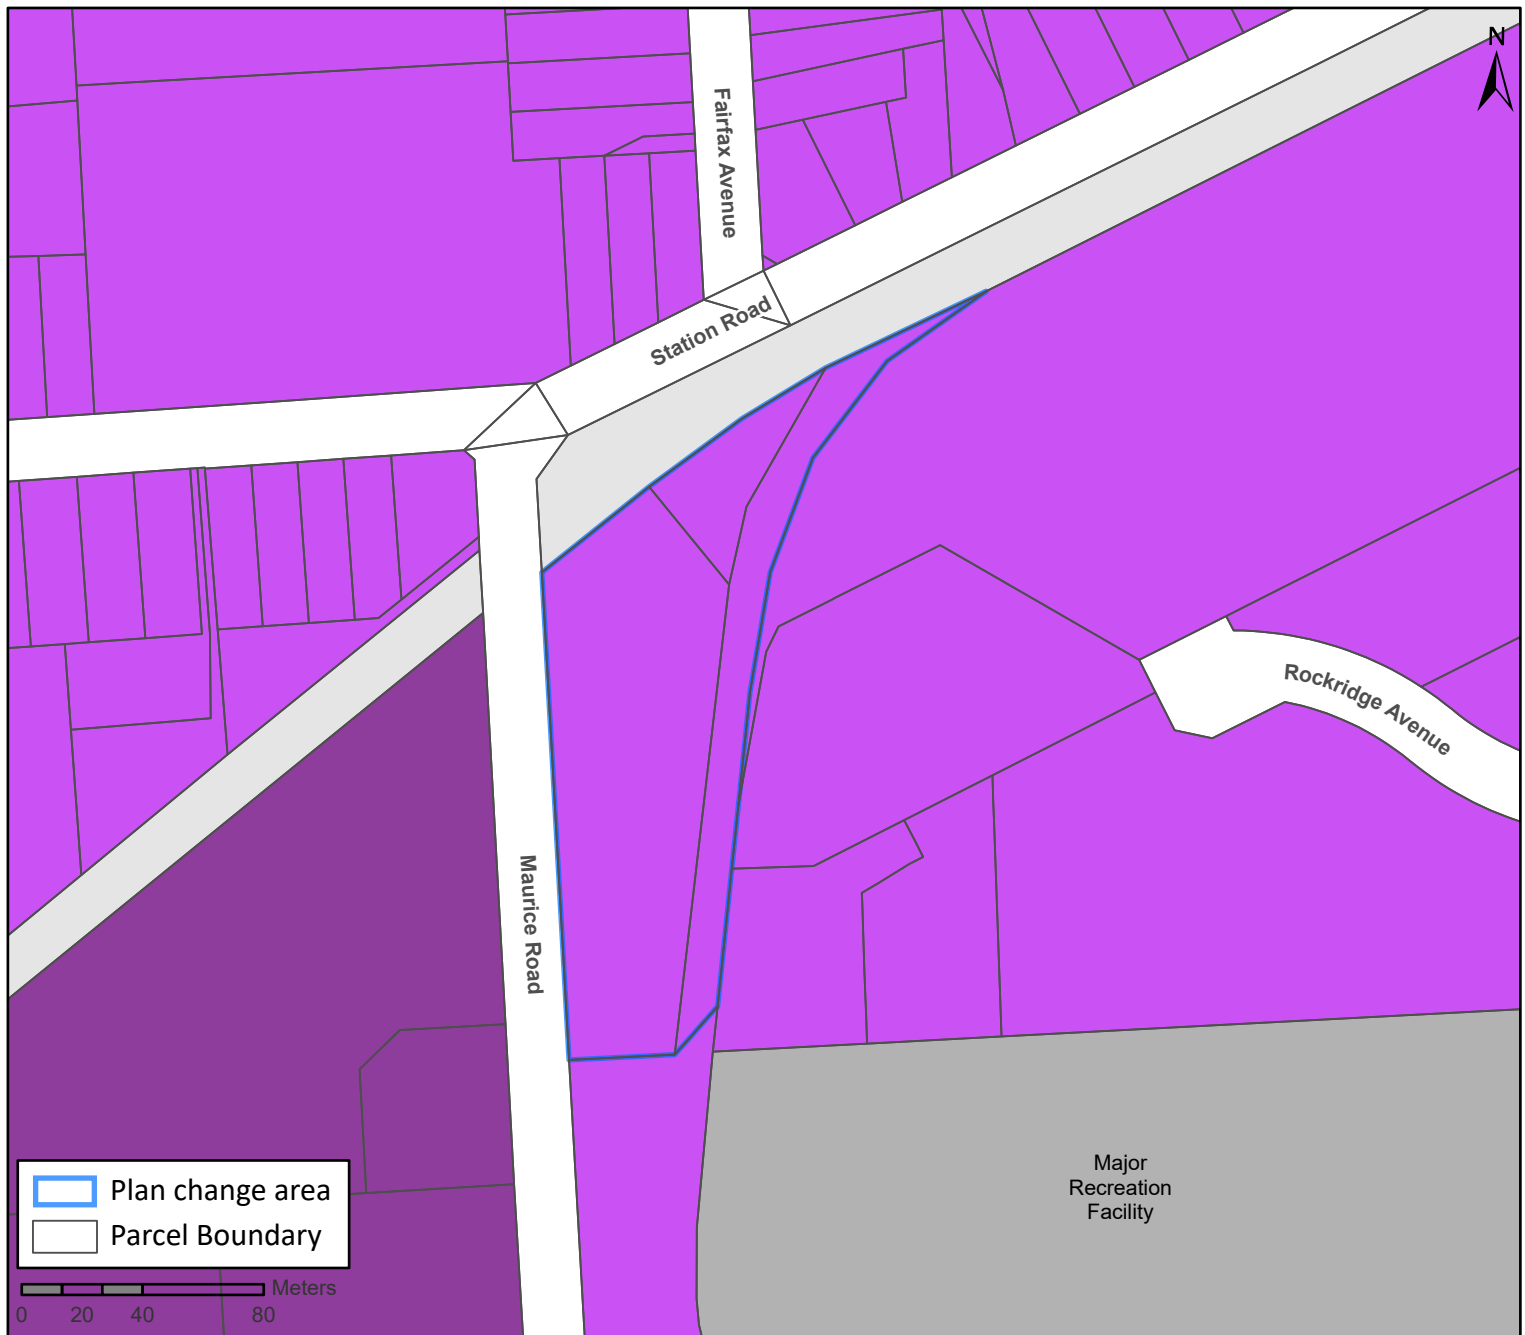 N
Fairfax Avenue
Station Road
Rockridge Avenue
Maurice Road
Major
Recreation
Facility
Plan change area
Parcel Boundary
Meters
0 20 40 80